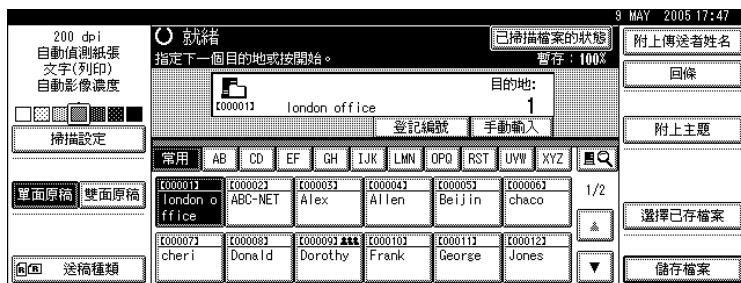 9 MAY 2005 17:47
200 dpi
自動偵測紙張
文字(列印)
自動影像濃度
掃描設定
單面原稿 雙面原稿
送稿種類
就緒
已掃描檔案的狀態
指定下一個目的地或按開始。
暫存:100%
目的地:
[00001]
london office
1
登記編號 手動輸入
常用 AB CD EF GH IJK LMN OPQ RST UVW XYZ
[00001] [00002] [00003] [00004] [00005] [00006]
london o ABC-NET Alex Allen Beijin chaco
ffice
1/2
[00007] [00008] [00009] [00010] [00011] [00012]
cheri Donald Dorothy Frank George Jones
附上傳送者姓名
回條
附上主題
選擇已存檔案
儲存檔案